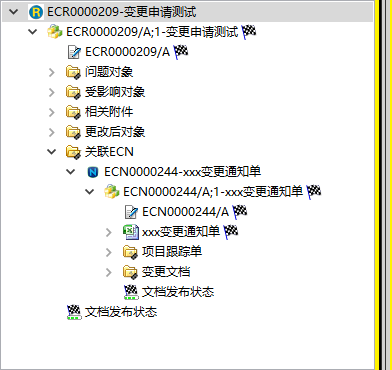 ECR0000209-变更申请测试
ECR0000209/A;1-变更申请测试
ECR0000209/A
问题对象
受影响对象
相关附件
更改后对象
关联ECN
ECN0000244-xxx变更通知单
ECN0000244/A;1-xxx变更通知单
ECN0000244/A
xxx变更通知单
项目跟踪单
变更文档
文档发布状态
文档发布状态